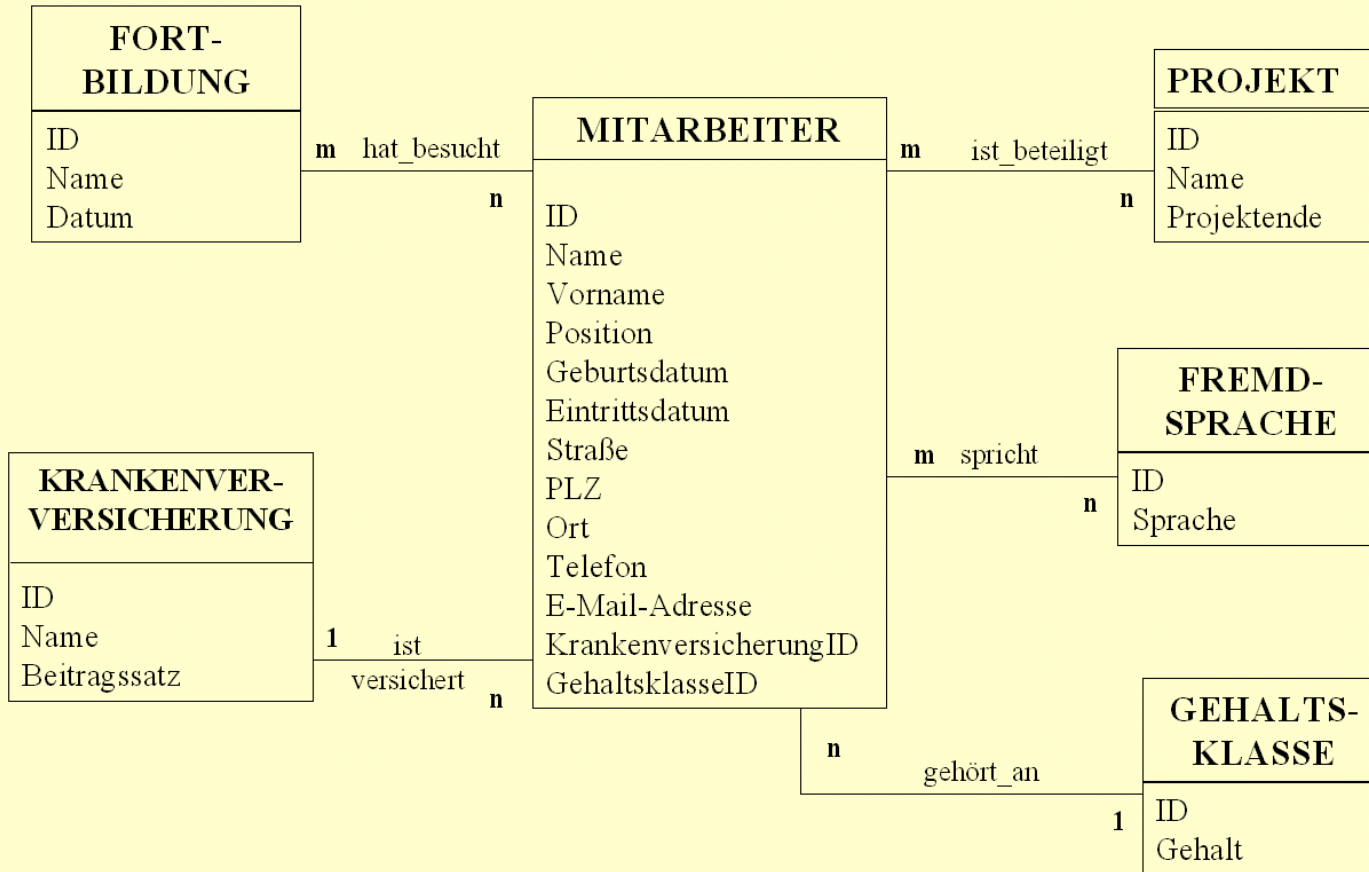 FORT-
BILDUNG
ID
Name
Datum
m hat_besucht
n
MITARBEITER
ID
Name
Vorname
Position
Geburtsdatum
Eintrittsdatum
Straße
PLZ
Ort
Telefon
E-Mail-Adresse
KrankenversicherungID
GehaltsklasseID
m ist_beteiligt
n
PROJEKT
ID
Name
Projektende
m spricht
n
FREMD-
SPRACHE
ID
Sprache
KRANKENVER-
VERSICHERUNG
ID
Name
Beitragssatz
1 ist
versichert
n
n
gehört_an
1
GEHALTS-
KLASSE
ID
Gehalt